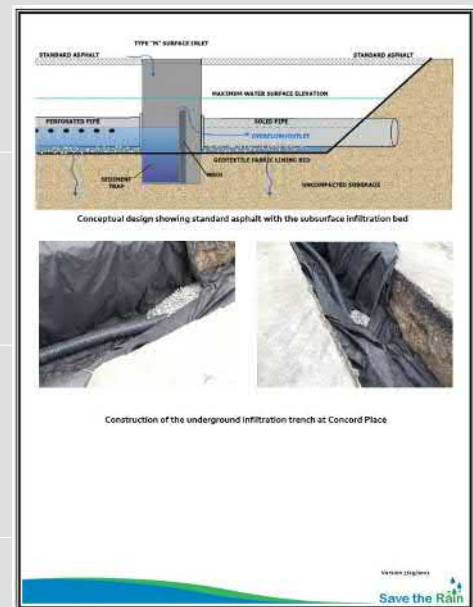 TYPE "M" SURFACE INLET
STANDARD ASPHALT
STANDARD ASPHALT
MAXIMUM WATER SURFACE ELEVATION
PERFORATED PIPE
SOLID PIPE
OVERFLOW OUTLET
GEOTEXTILE FABRIC LINING BED
SEDIMENT TRAP
WEIR
UNCOMPACTED SUBGRADE
Conceptual design showing standard asphalt with the subsurface infiltration bed
Construction of the underground infiltration trench at Concord Place
Version
Save the Rain